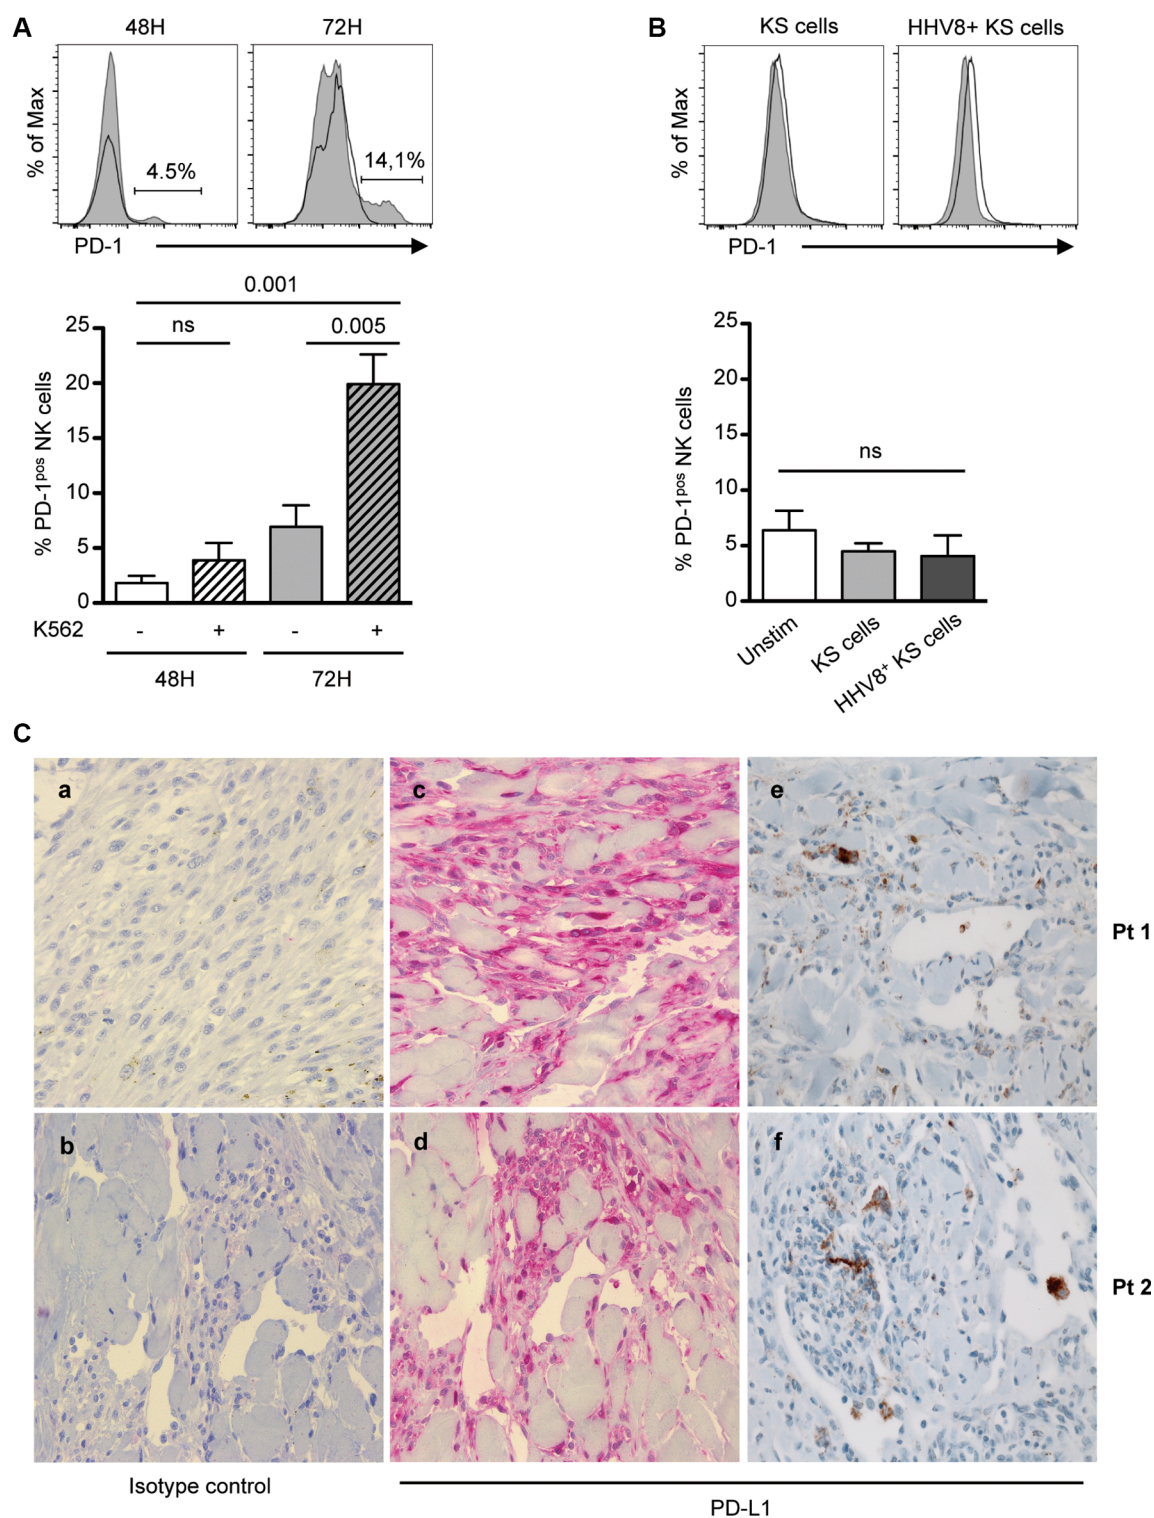 A
48H 72H
% of Max
4.5%
14,1%
PD-1
0.001
ns
0.005
% PD-1pos NK cells
25
20
15
10
5
0
K562 - + - +
48H 72H
B
KS cells HHV8+ KS cells
% of Max
PD-1
% PD-1pos NK cells
25
20
15
10
5
0
ns
Unstim
KS cells
HHV8+ KS cells
C
a c e
Pt 1
b d f
Pt 2
Isotype control
PD-L1